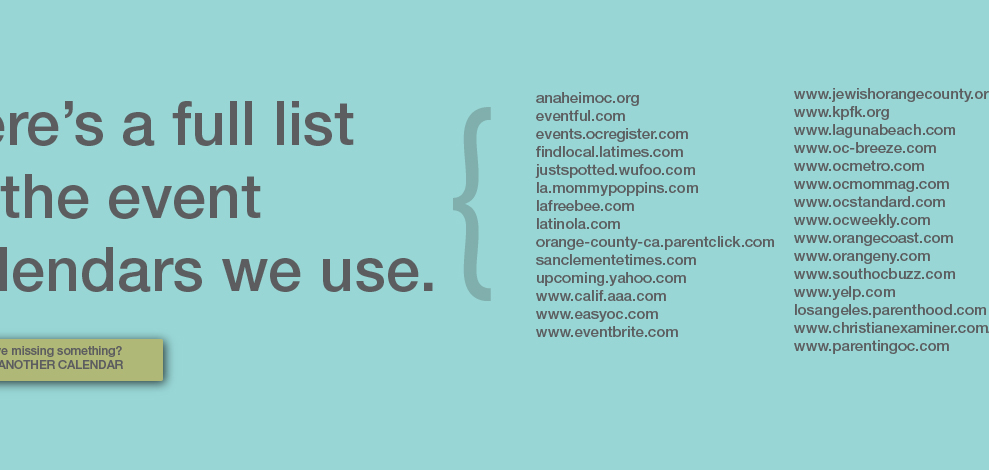 ere’s a full list
the event
lendars we use.
{
re missing something?
ANOTHER CALENDAR
anaheimoc.org
eventful.com
events.ocregister.com
findlocal.latimes.com
justspotted.wufoo.com
la.mommypoppins.com
lafreebee.com
latinola.com
orange-county-ca.parentclick.com
sanclementetimes.com
upcoming.yahoo.com
www.calif.aaa.com
www.easyoc.com
www.eventbrite.com
www.jewishorangecounty.or
www.kpfk.org
www.lagunabeach.com
www.oc-breeze.com
www.ocmetro.com
www.ocmommag.com
www.ocstandard.com
www.ocweekly.com
www.orangecoast.com
www.orangeny.com
www.southocbuzz.com
www.yelp.com
losangeles.parenthood.com
www.christianexaminer.com
www.parentingoc.com